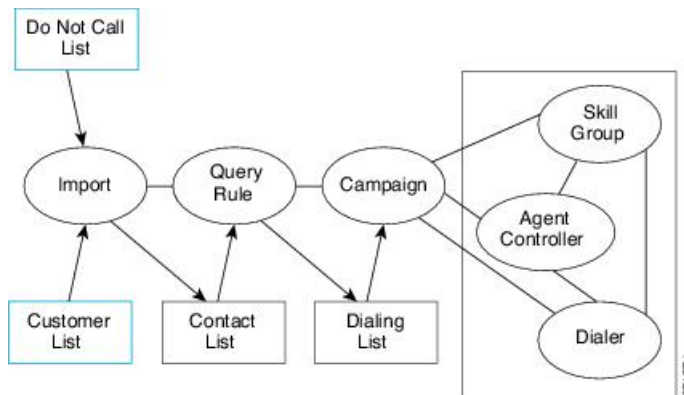 Do Not Call
List
Skill
Group
Import
Query
Rule
Campaign
Agent
Controller
Customer
List
Contact
List
Dialing
List
Dialer